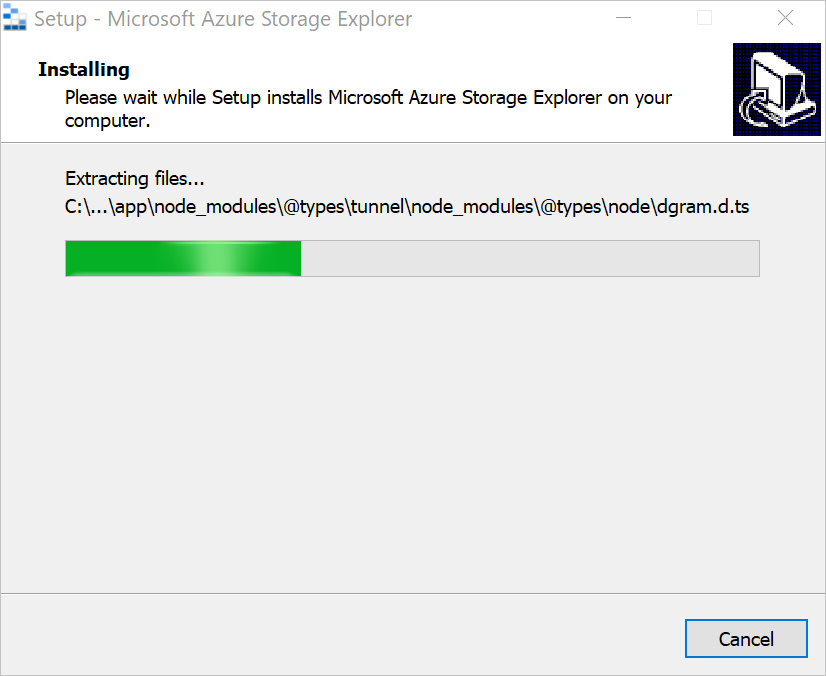 Setup - Microsoft Azure Storage Explorer
Installing
Please wait while Setup installs Microsoft Azure Storage Explorer on your
computer.
Extracting files...
C:\...\app\node_modules\@types\tunnel\node_modules\@types\node\dgram.d.ts
Cancel